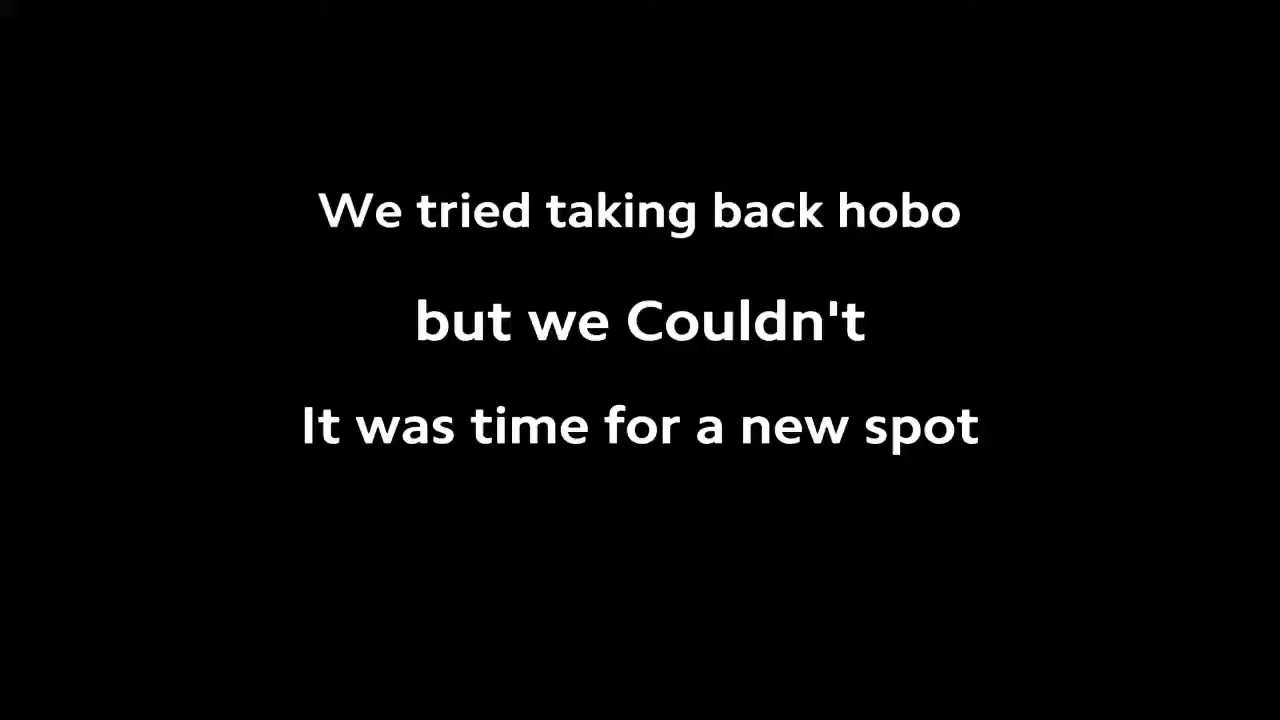 We tried taking back hobo
but we Couldn't
It was time for a new spot